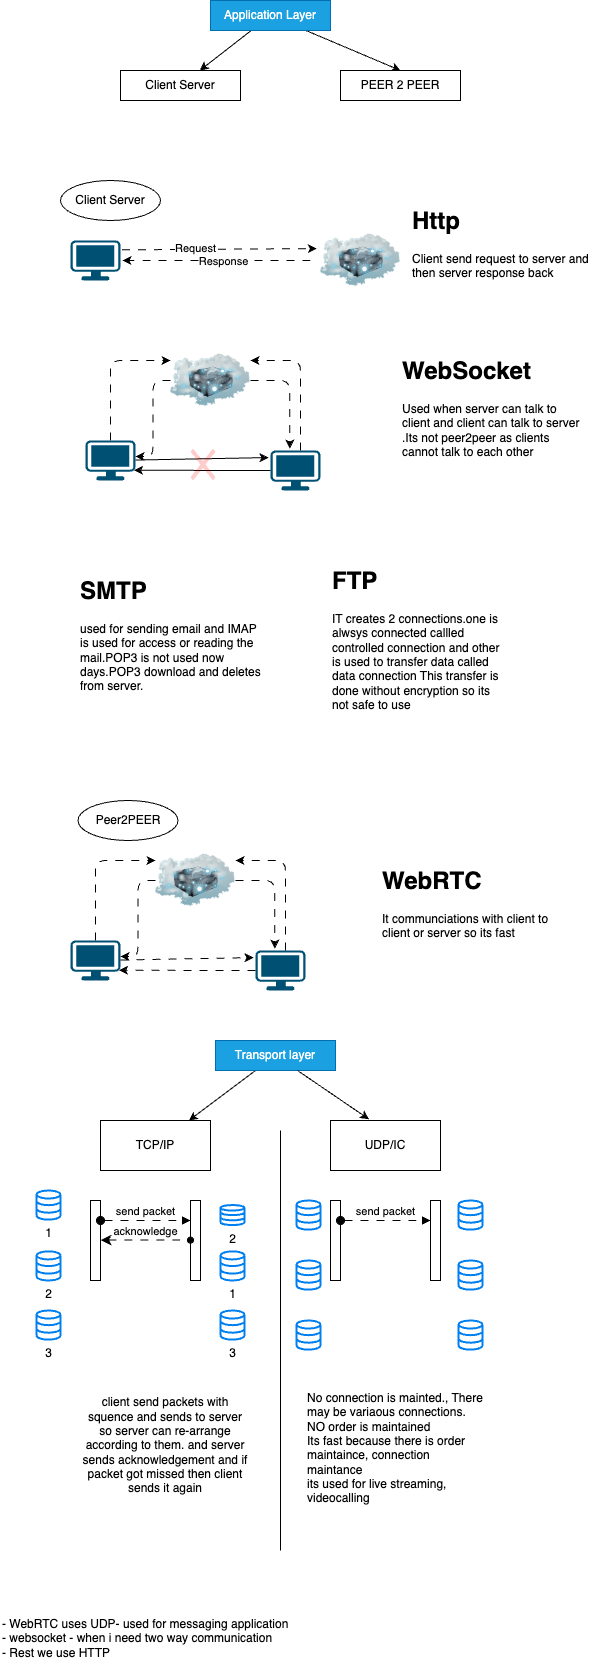 Application Layer
Client Server
PEER 2 PEER
Client Server
Request
Response
Http
Client send request to server and
then server response back
WebSocket
Used when server can talk to
client and client can talk to server
.Its not peer2peer as clients
cannot talk to each other
SMTP
used for sending email and IMAP
is used for access or reading the
mail.POP3 is not used now
days.POP3 download and deletes
from server.
FTP
IT creates 2 connections.one is
alwsys connected callled
controlled connection and other
is used to transfer data called
data connection This transfer is
done without encryption so its
not safe to use
Peer2PEER
WebRTC
It communciations with client to
client or server so its fast
Transport layer
TCP/IP
UDP/IC
send packet
acknowledge
1
2
3
2
1
3
send packet
client send packets with
squence and sends to server
so server can re-arrange
according to them. and server
sends acknowledgement and if
packet got missed then client
sends it again
No connection is mainted., There
may be variaous connections.
NO order is maintained
Its fast because there is order
maintaince, connection
maintance
its used for live streaming,
videocalling
- WebRTC uses UDP- used for messaging application
- websocket - when i need two way communication
- Rest we use HTTP